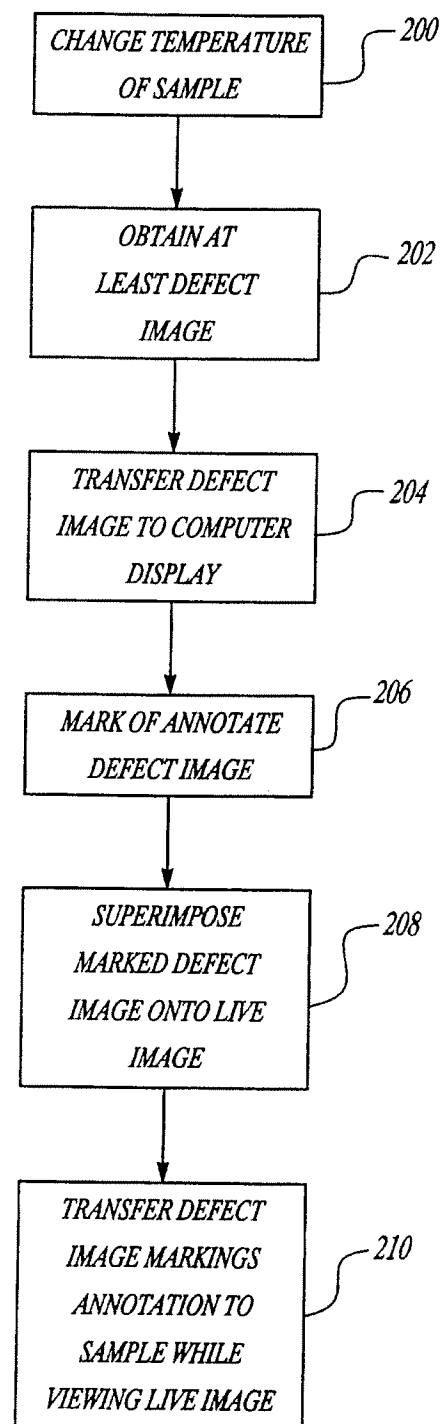 CHANGE TEMPERATURE
OF SAMPLE
200
OBTAIN AT
LEAST DEFECT
IMAGE
202
TRANSFER DEFECT
IMAGE TO COMPUTER
DISPLAY
204
MARK OF ANNOTATE
DEFECT IMAGE
206
SUPERIMPOSE
MARKED DEFECT
IMAGE ONTO LIVE
IMAGE
208
TRANSFER DEFECT
IMAGE MARKINGS
ANNOTATION TO
SAMPLE WHILE
VIEWING LIVE IMAGE
210